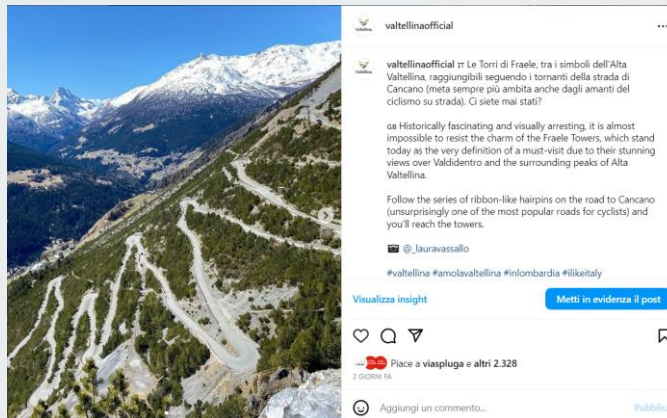 valtellinaofficial
valtellinaofficial IT Le Torri di Fraele, tra i simboli dell'Alta
Valtellina, raggiungibili seguendo i tornanti della strada di
Cancano (meta sempre più ambita anche dagli amanti del
ciclismo su strada). Ci siete mai stati?
GB Historically fascinating and visually arresting, it is almost
impossible to resist the charm of the Fraele Towers, which stand
today as the very definition of a must-visit due to their stunning
views over Valdidentro and the surrounding peaks of Alta
Valtellina.
Follow the series of ribbon-like hairpins on the road to Cancano
(unsurprisingly one of the most popular roads for cyclists) and
you'll reach the towers.
@_lauravassallo
#valtellina #amolavaltellina #inlombardia #ilikeitaly
Visualizza insight
Metti in evidenza il post
Piace a viaspluga e altri 2.328
2 GIORNI FA
Aggiungi un commento...
Pubblic